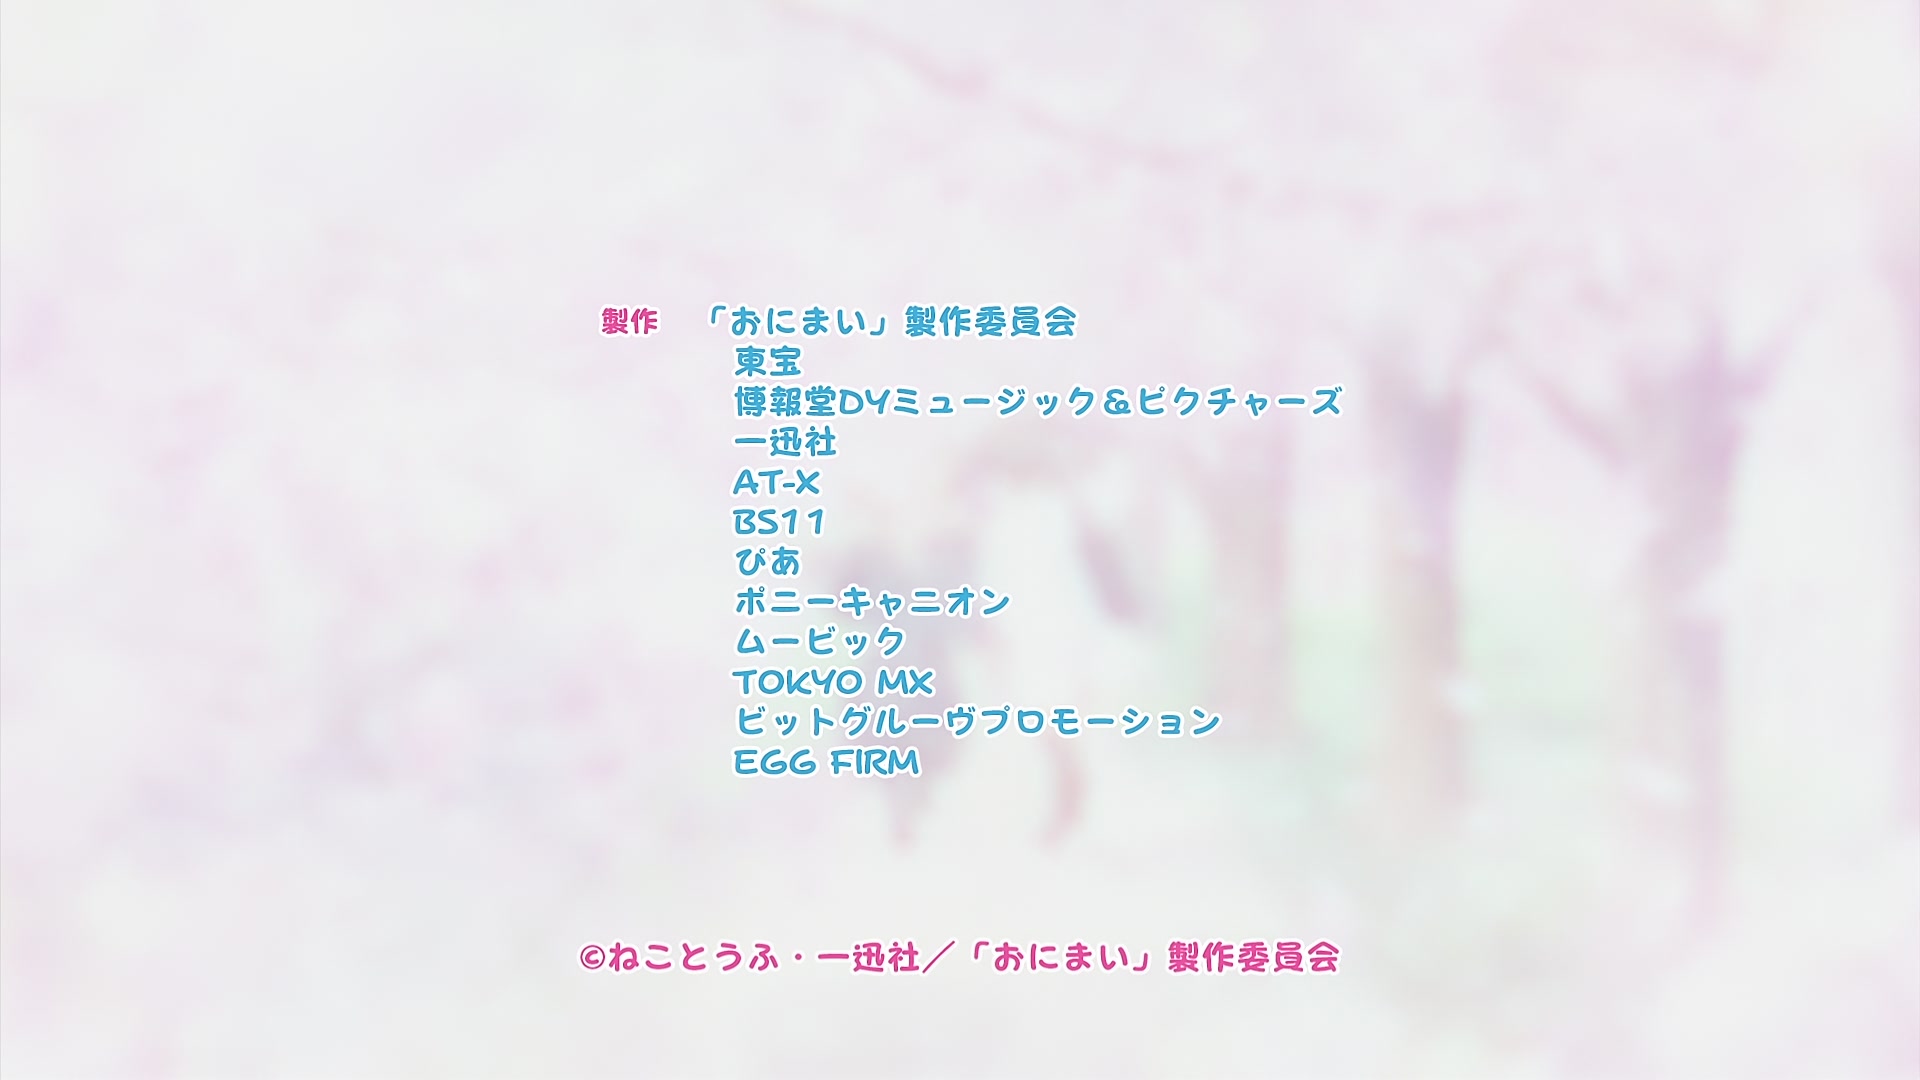 製作 「おにまい」製作委員会
東宝
博報堂DYミュージック&ピクチャーズ
一迅社
AT-X
BS11
ぴあ
ポニーキャニオン
ムービック
TOKYO MX
ビットグルーヴプロモーション
EGG FIRM
©ねことうふ・一迅社／「おにまい」製作委員会